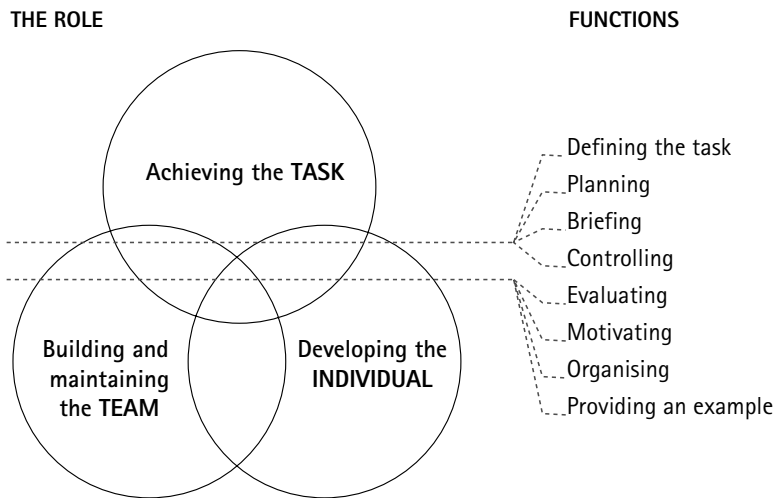 THE ROLE
FUNCTIONS
Achieving the TASK
Building and
maintaining
the TEAM
Developing the
INDIVIDUAL
Defining the task
Planning
Briefing
Controlling
Evaluating
Motivating
Organising
Providing an example